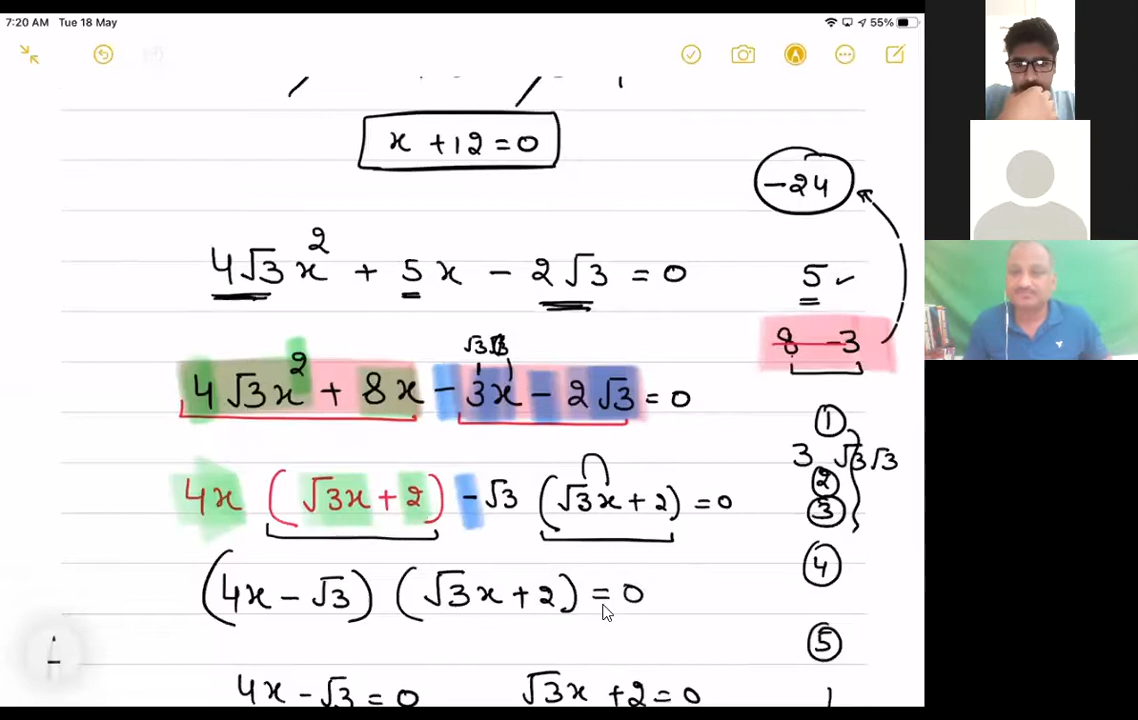 7:20 AM Tue 18 May
55%
x + 12 = 0
-24
4√3x² + 5x - 2√3 = 0
5 ✓
8 -3
√3 √3
4√3x² + 8x - 3x - 2√3 = 0
①
3 √3 √3
②
4x (√3x + 2) - √3 (√3x + 2) = 0
③
④
(4x - √3) (√3x + 2) = 0
⑤
4x - √3 = 0 √3x + 2 = 0